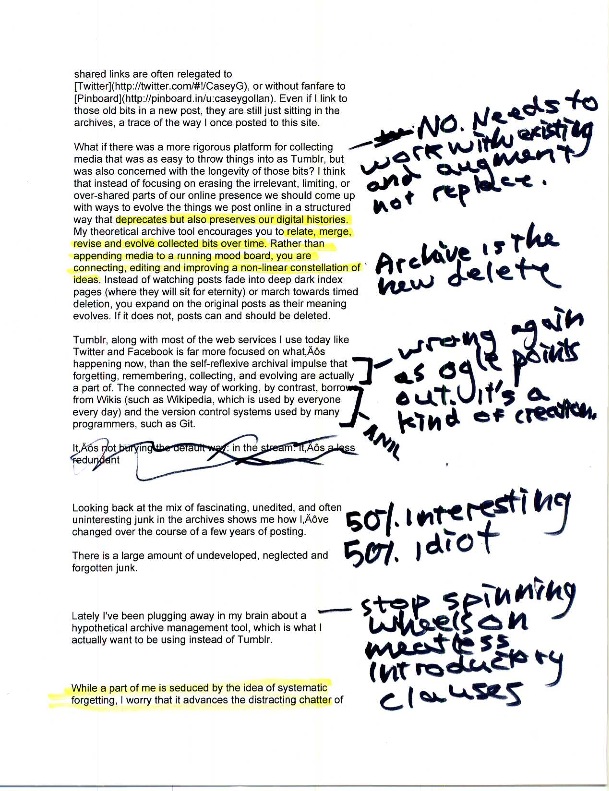 shared links are often relegated to
[Twitter](http://twitter.com/#!/CaseyG), or without fanfare to
[Pinboard](http://pinboard.in/u:caseygollan). Even if I link to
those old bits in a new post, they are still just sitting in the
archives, a trace of the way I once posted to this site.
What if there was a more rigorous platform for collecting
media that was as easy to throw things into as Tumblr, but
was also concerned with the longevity of those bits? I think
that instead of focusing on erasing the irrelevant, limiting, or
over-shared parts of our online presence we should come up
with ways to evolve the things we post online in a structured
way that deprecates but also preserves our digital histories.
My theoretical archive tool encourages you to relate, merge,
revise and evolve collected bits over time. Rather than
appending media to a running mood board, you are
connecting, editing and improving a non-linear constellation of
ideas. Instead of watching posts fade into deep dark index
pages (where they will sit for eternity) or march towards timed
deletion, you expand on the original posts as their meaning
evolves. If it does not, posts can and should be deleted.
Tumblr, along with most of the web services I use today like
Twitter and Facebook is far more focused on what‚Äôs
happening now, than the self-reflexive archival impulse that
forgetting, remembering, collecting, and evolving are actually
a part of. The connected way of working, by contrast, borrows
from Wikis (such as Wikipedia, which is used by everyone
every day) and the version control systems used by many
programmers, such as Git.
It‚Äôs not burying the default way: in the stream. It‚Äôs a less
redundant
Looking back at the mix of fascinating, unedited, and often
uninteresting junk in the archives shows me how I‚Äôve
changed over the course of a few years of posting.
There is a large amount of undeveloped, neglected and
forgotten junk.
Lately I've been plugging away in my brain about a
hypothetical archive management tool, which is what I
actually want to be using instead of Tumblr.
While a part of me is seduced by the idea of systematic
forgetting, I worry that it advances the distracting chatter of
NO. Needs to
work with existing
and augment
not replace.
Archive is the
new delete
wrong again
as ogle points
out. it's a
kind of creation.
ANIL
50% interesting
50% idiot
stop spinning
wheels on
meatless
introductory
clauses